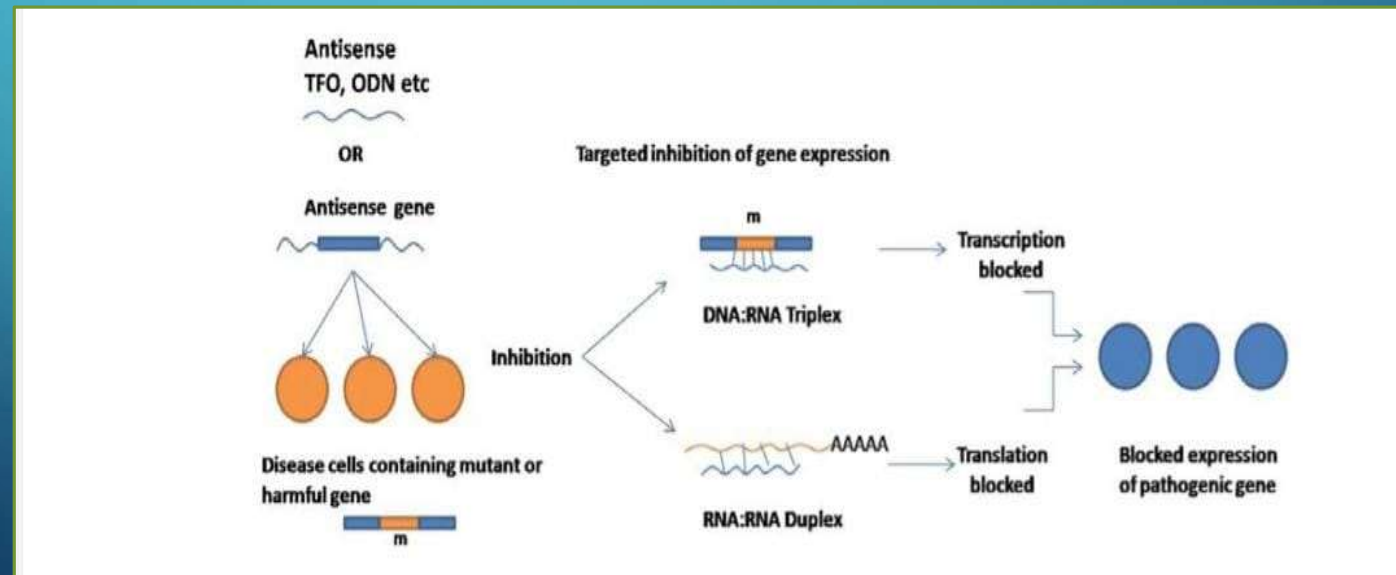 Antisense
TFO, ODN etc
OR
Antisense gene
Disease cells containing mutant or
harmful gene
m
Inhibition
Targeted inhibition of gene expression
m
DNA:RNA Triplex
Transcription
blocked
AAAAA
RNA:RNA Duplex
Translation
blocked
Blocked expression
of pathogenic gene